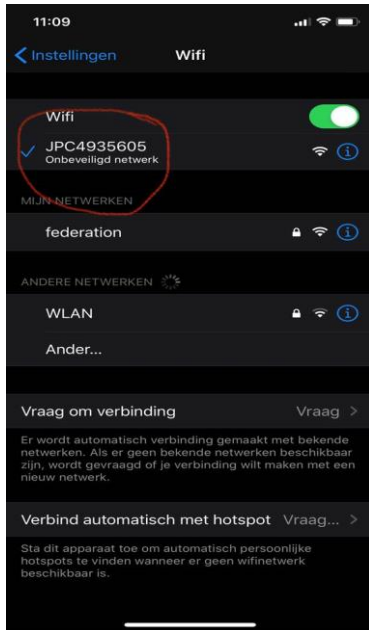 11:09
Instellingen Wifi
Wifi
JPC4935605
Onbeveiligd netwerk
MIJN NETWERKEN
federation
ANDERE NETWERKEN
WLAN
Ander...
Vraag om verbinding Vraag >
Er wordt automatisch verbinding gemaakt met bekende
netwerken. Als er geen bekende netwerken beschikbaar
zijn, wordt gevraagd of je verbinding wilt maken met een
nieuw netwerk.
Verbind automatisch met hotspot Vraag... >
Sta dit apparaat toe om automatisch persoonlijke
hotspots te vinden wanneer er geen wifinetwerk
beschikbaar is.